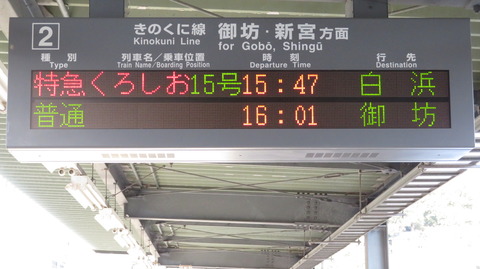 2 きのくに線 御坊・新宮方面
Kinokuni Line for Gobō, Shingū
種別 列車名／乗車位置 時刻 行先
Type Train Name/Boarding Position Departure Time Destination
特急くろしお15号 15:47 白浜
普通 16:01 御坊